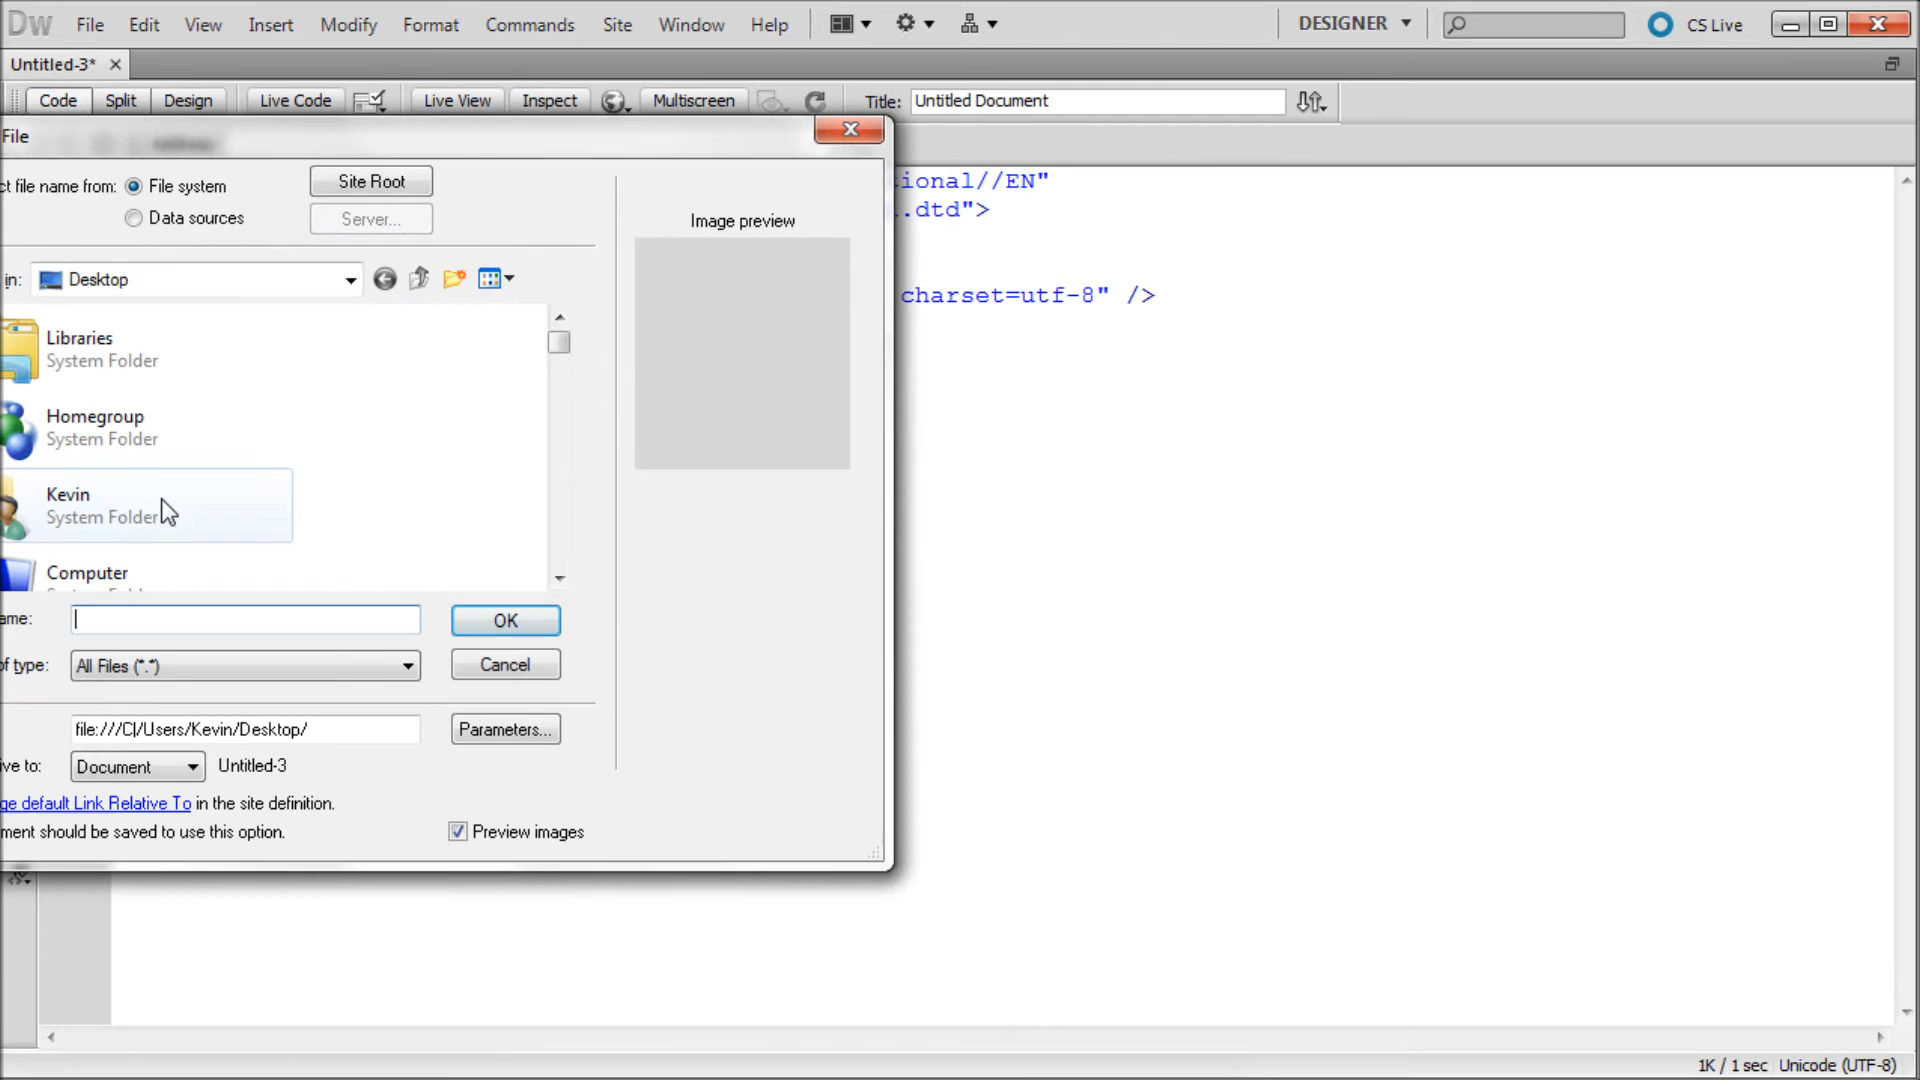 Dw File Edit View Insert Modify Format Commands Site Window Help DESIGNER CS Live
Untitled-3*
Code Split Design Live Code Live View Inspect Multiscreen Title: Untitled Document
File
ct file name from: File system Site Root
Data sources Server...
in: Desktop
Image preview
Libraries
System Folder
Homegroup
System Folder
Kevin
System Folder
Computer
ame: OK
of type: All Files (*.*) Cancel
file:///C|/Users/Kevin/Desktop/ Parameters...
ive to: Document Untitled-3
ge default Link Relative To in the site definition.
ment should be saved to use this option. Preview images
tional//EN"
.dtd">
charset=utf-8" />
1K / 1 sec Unicode (UTF-8)